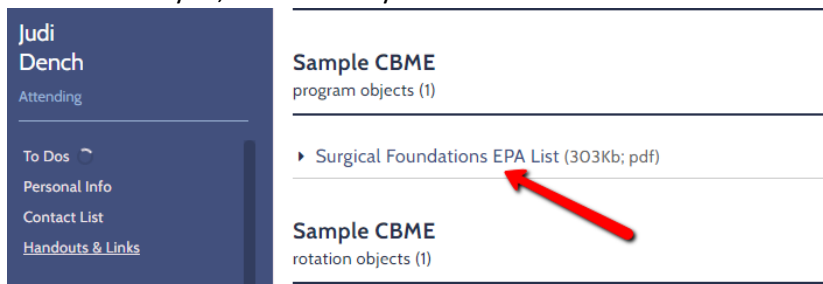 Judi
Dench
Attending
To Dos
Personal Info
Contact List
Handouts & Links
Sample CBME
program objects (1)
Surgical Foundations EPA List (303Kb; pdf)
Sample CBME
rotation objects (1)